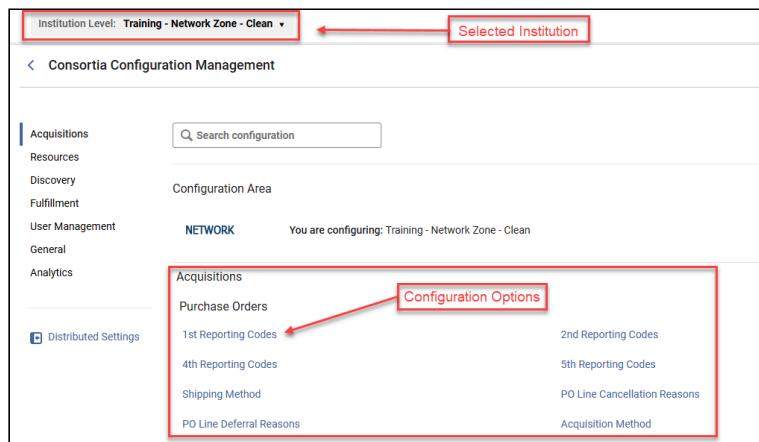 Institution Level: Training - Network Zone - Clean
Selected Institution
Consortia Configuration Management
Acquisitions
Search configuration
Resources
Discovery
Configuration Area
Fulfillment
User Management
NETWORK You are configuring: Training - Network Zone - Clean
General
Analytics
Acquisitions
Configuration Options
Purchase Orders
1st Reporting Codes 2nd Reporting Codes
Distributed Settings
4th Reporting Codes 5th Reporting Codes
Shipping Method PO Line Cancellation Reasons
PO Line Deferral Reasons Acquisition Method